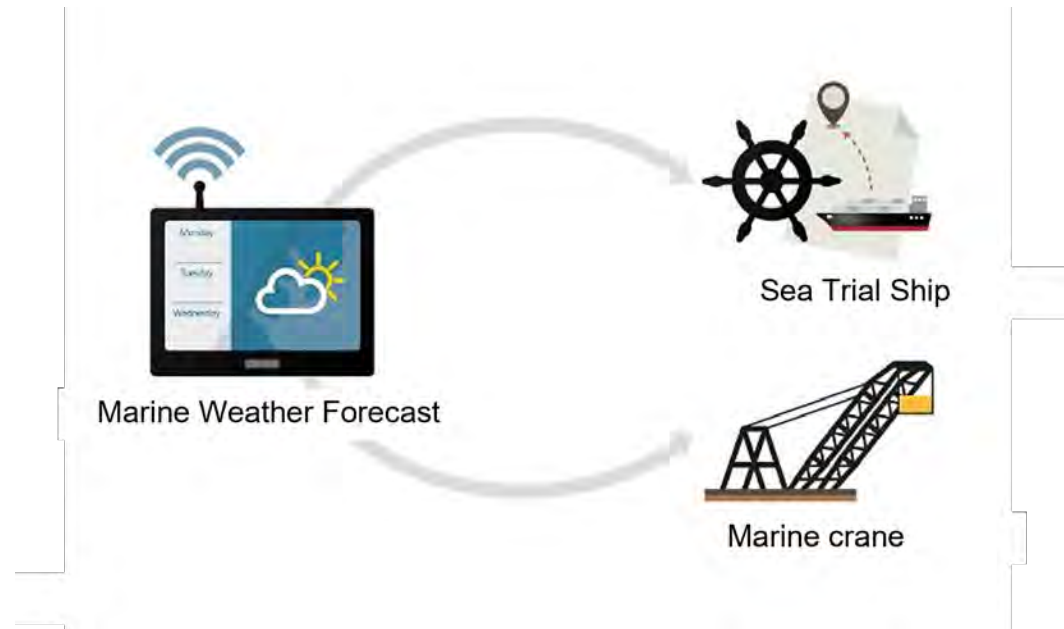 Monday
Tuesday
Wednesday
Marine Weather Forecast
Sea Trial Ship
Marine crane